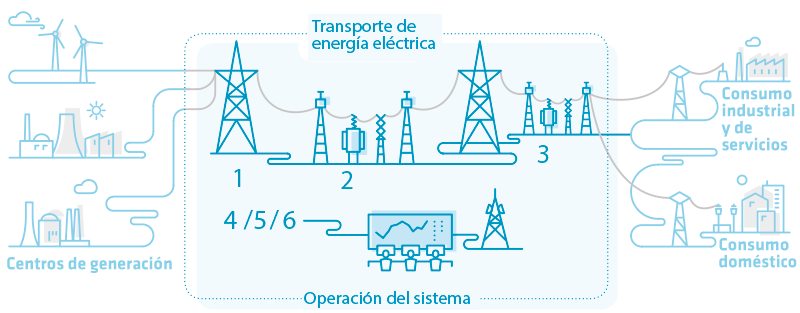 Transporte de
energía eléctrica
Consumo
industrial
y de
servicios
1
2
3
4 /5 / 6
Centros de generación
Consumo
doméstico
Operación del sistema